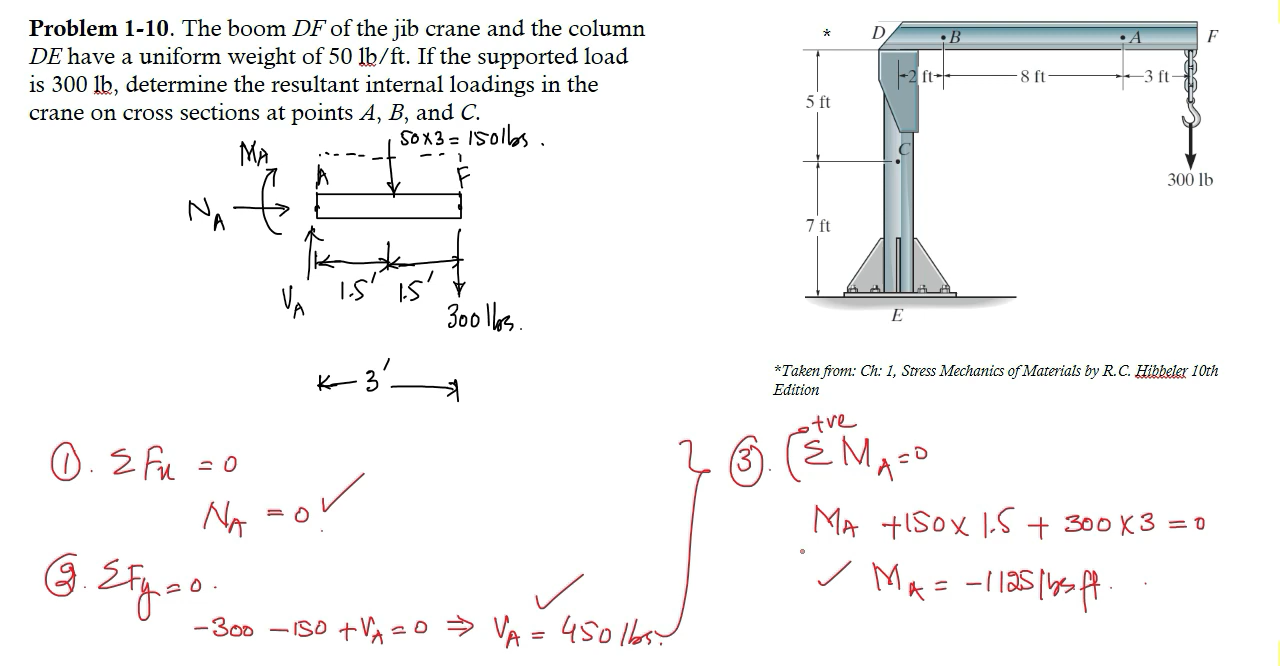 Problem 1-10. The boom DF of the jib crane and the column
DE have a uniform weight of 50 lb/ft. If the supported load
is 300 lb, determine the resultant internal loadings in the
crane on cross sections at points A, B, and C.
50x3 = 150lbs.
MA
A
F
NA
VA
1.5' 1.5'
300lbs.
3'
*
D
B
A
F
2 ft
8 ft
3 ft
5 ft
C
300 lb
7 ft
E
*Taken from: Ch: 1, Stress Mechanics of Materials by R.C. Hibbeler 10th
Edition
①. ΣFx = 0
NA = 0 ✓
②. ΣFy = 0.
-300 -150 + VA = 0 ⇒ VA = 450 lbs. ✓
+ve
③. ΣMA = 0
MA +150 x 1.5 + 300 x 3 = 0
✓ MA = -1125 lbs ft.